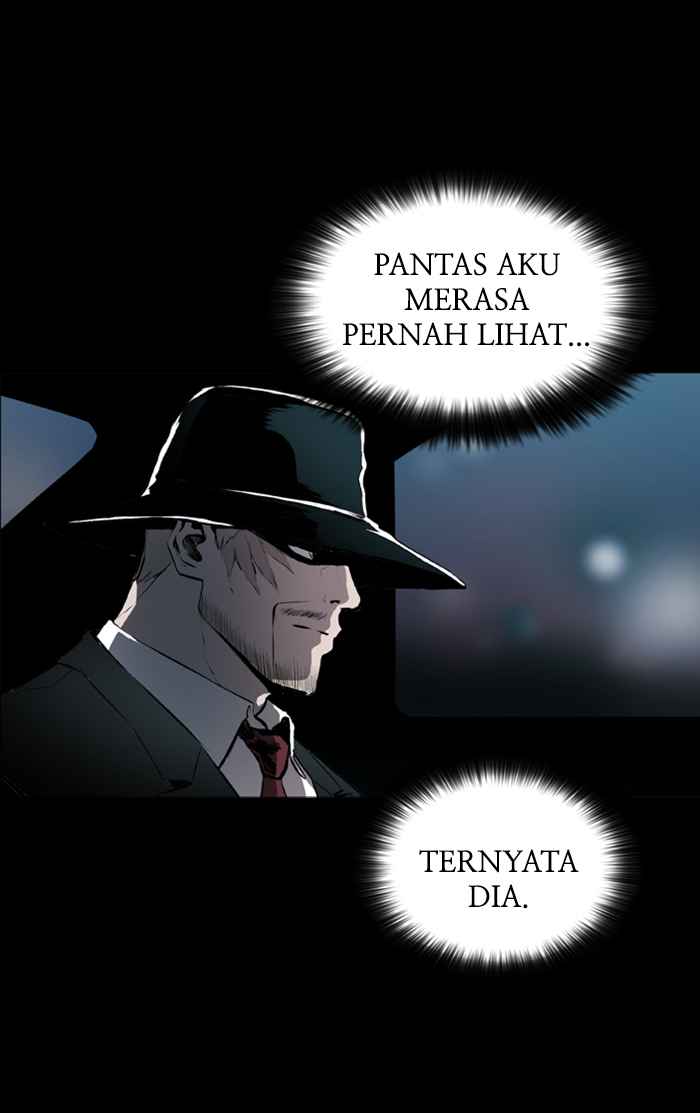 PANTAS AKU
MERASA
PERNAH LIHAT...
TERNYATA
DIA.